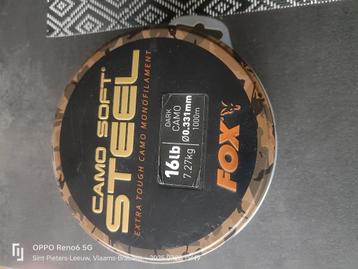 CAMO SOFT
STEEL
EXTRA TOUGH CAMO MONOFILAMENT
16lb
7.27kg
DARK
CAMO
Ø0.331mm
1000m
FOX
OPPO Reno6 5G
Sint-Pieters-Leeuw, Vlaams-Brabant